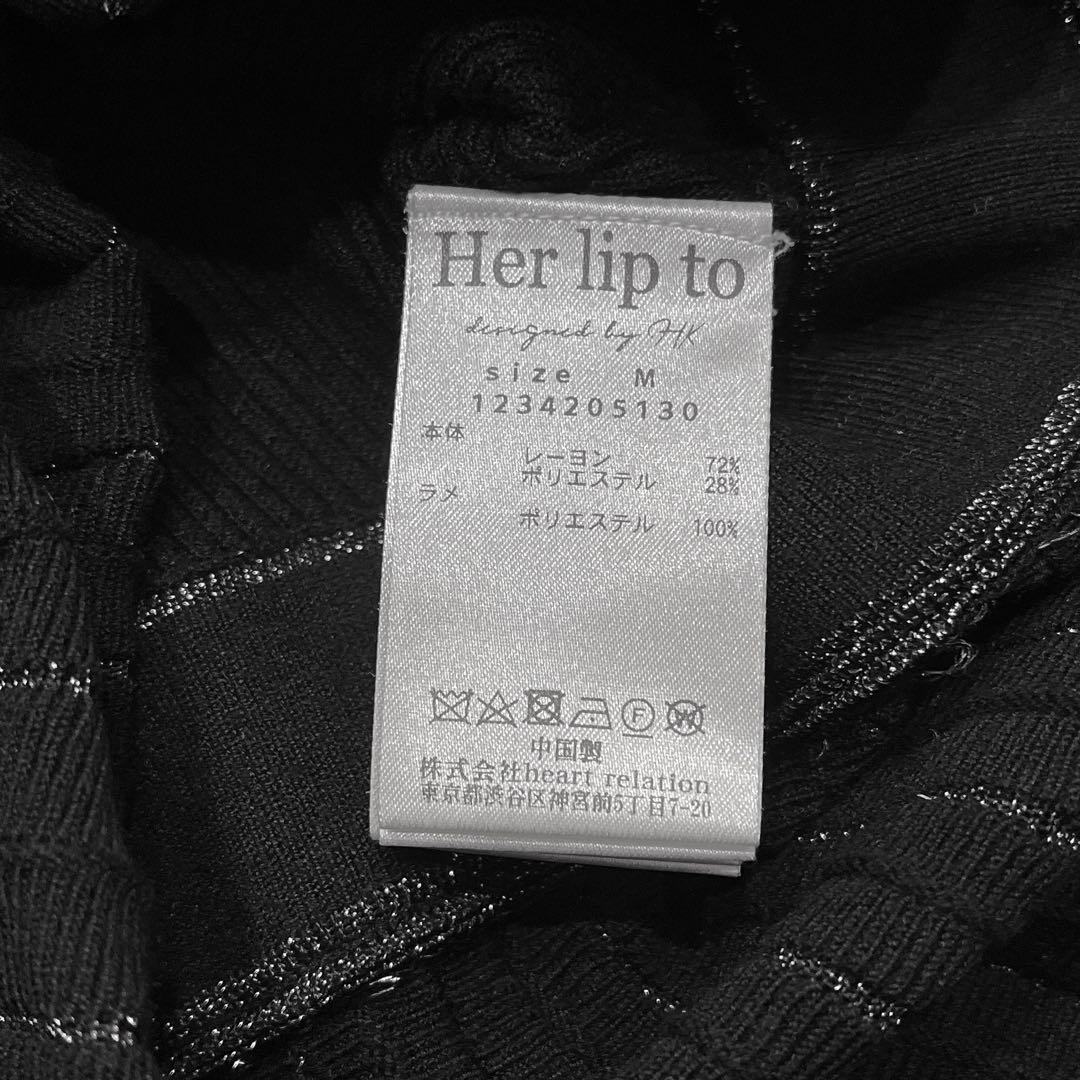 Her lip to
designed by HK
size M
1234205130
本体
レーヨン 72%
ポリエステル 28%
ラメ
ポリエステル 100%
中国製
株式会社heart relation
東京都渋谷区神宮前5丁目7-20